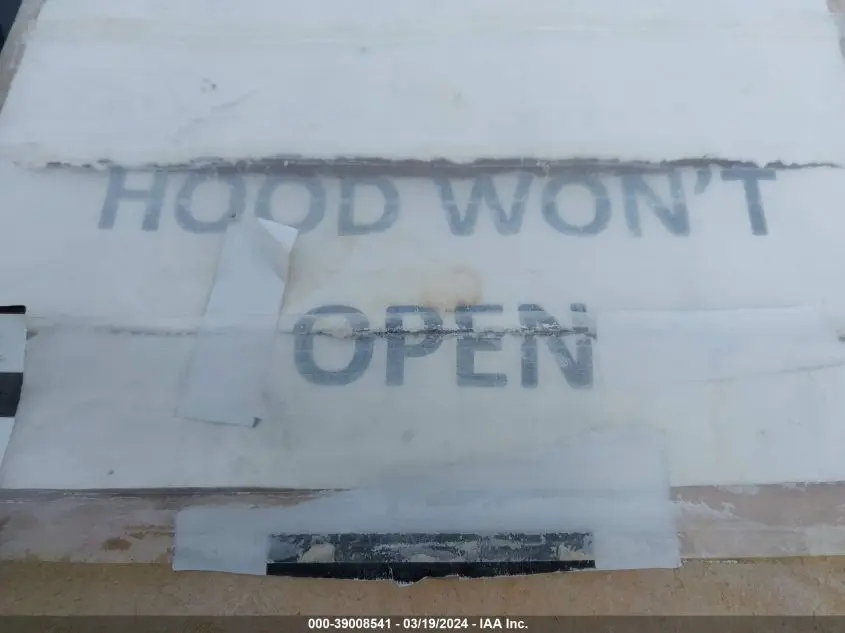 HOOD WON'T
OPEN
000-39008541 - 03/19/2024 - IAA Inc.